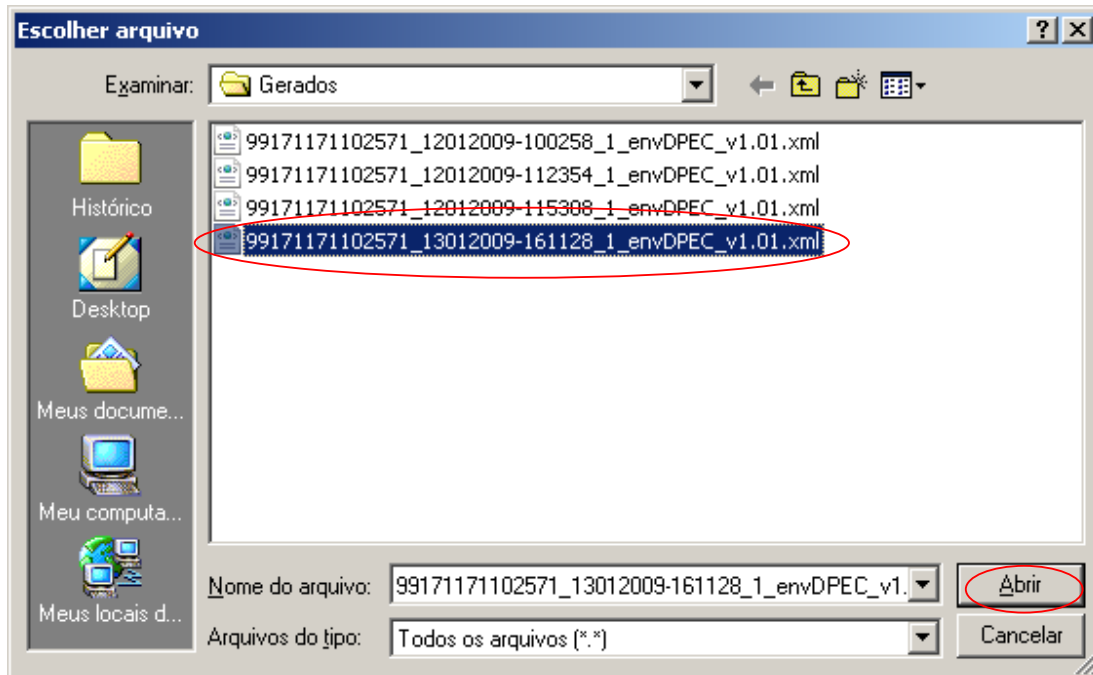 Escolher arquivo
Examinar: Gerados
99171171102571_12012009-100258_1_envDPEC_v1.01.xml
99171171102571_12012009-112354_1_envDPEC_v1.01.xml
99171171102571_12012009-115308_1_envDPEC_v1.01.xml
99171171102571_13012009-161128_1_envDPEC_v1.01.xml
Histórico
Desktop
Meus docume...
Meu computa...
Meus locais d...
Nome do arquivo: 99171171102571_13012009-161128_1_envDPEC_v1. Abrir
Arquivos do tipo: Todos os arquivos (*.*) Cancelar